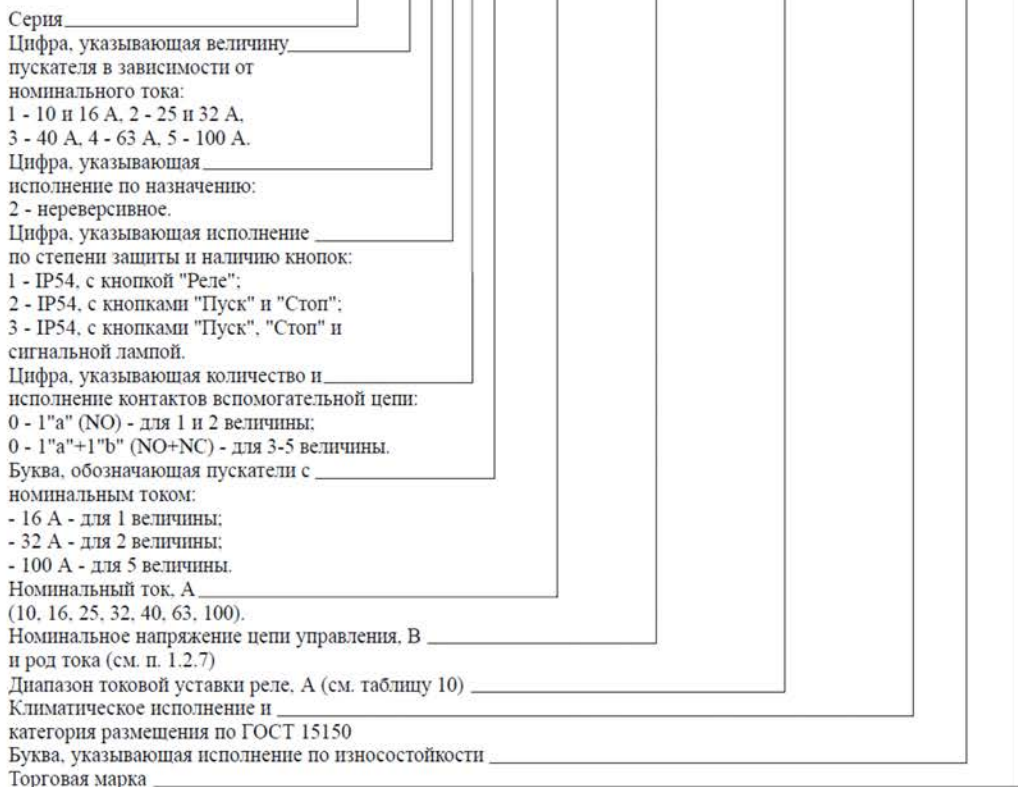 Серия
Цифра, указывающая величину
пускателя в зависимости от
номинального тока:
1 - 10 и 16 А, 2 - 25 и 32 А,
3 - 40 А, 4 - 63 А, 5 - 100 А.
Цифра, указывающая
исполнение по назначению:
2 - нереверсивное.
Цифра, указывающая исполнение
по степени защиты и наличию кнопок:
1 - IP54, с кнопкой "Реле";
2 - IP54, с кнопками "Пуск" и "Стоп";
3 - IP54, с кнопками "Пуск", "Стоп" и
сигнальной лампой.
Цифра, указывающая количество и
исполнение контактов вспомогательной цепи:
0 - 1"a" (NO) - для 1 и 2 величины;
0 - 1"a"+1"b" (NO+NC) - для 3-5 величины.
Буква, обозначающая пускатели с
номинальным током:
- 16 А - для 1 величины;
- 32 А - для 2 величины;
- 100 А - для 5 величины.
Номинальный ток, А
(10, 16, 25, 32, 40, 63, 100).
Номинальное напряжение цепи управления, В
и род тока (см. п. 1.2.7)
Диапазон токовой уставки реле, А (см. таблицу 10)
Климатическое исполнение и
категория размещения по ГОСТ 15150
Буква, указывающая исполнение по износостойкости
Торговая марка